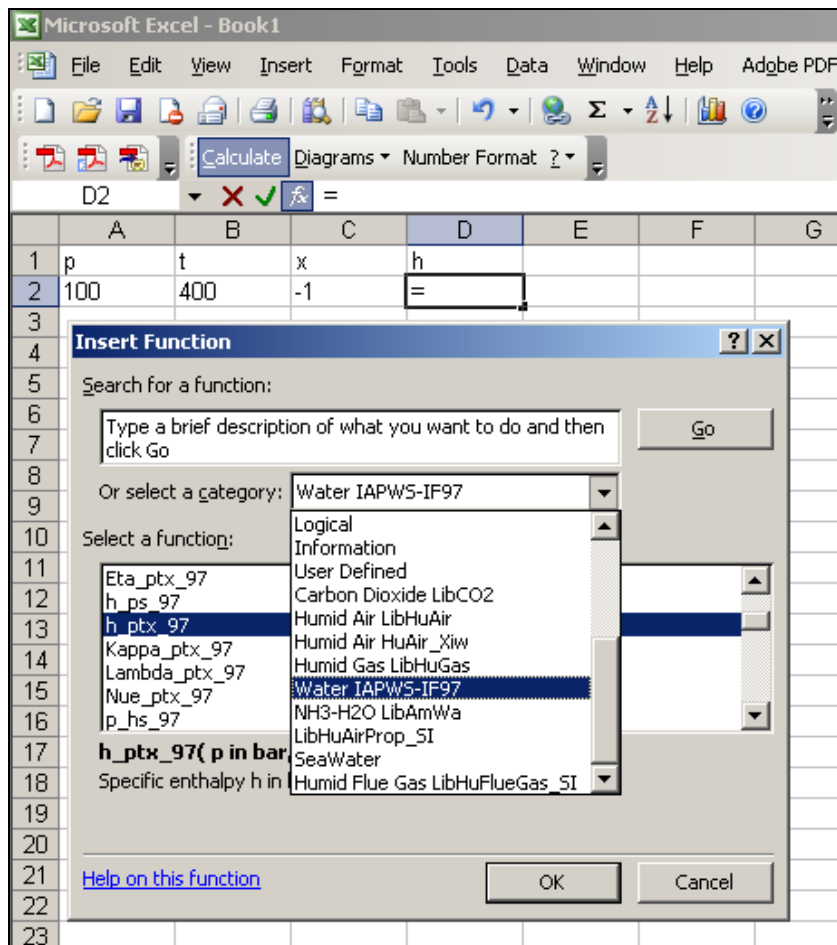 Microsoft Excel - Book1
File Edit View Insert Format Tools Data Window Help Adobe PDF
Calculate Diagrams Number Format ?
D2 =
A B C D E F G
1 p t x h
2 100 400 -1 =
3
Insert Function
4
5 Search for a function:
6 Type a brief description of what you want to do and then
7 click Go
Go
8 Or select a category: Water IAPWS-IF97
9
Logical
10 Select a function:
Information
11 User Defined
Eta_ptx_97
12 Carbon Dioxide LibCO2
h_ps_97
Humid Air LibHuAir
13 h_ptx_97
Humid Air HuAir_Xiw
14 Kappa_ptx_97
Humid Gas LibHuGas
Lambda_ptx_97
15 Water IAPWS-IF97
Nue_ptx_97
NH3-H2O LibAmWa
16 p_hs_97
LibHuAirProp_SI
17 h_ptx_97( p in bar,
SeaWater
18 Specific enthalpy h in
Humid Flue Gas LibHuFlueGas_SI
19
20
21 Help on this function OK Cancel
22
23